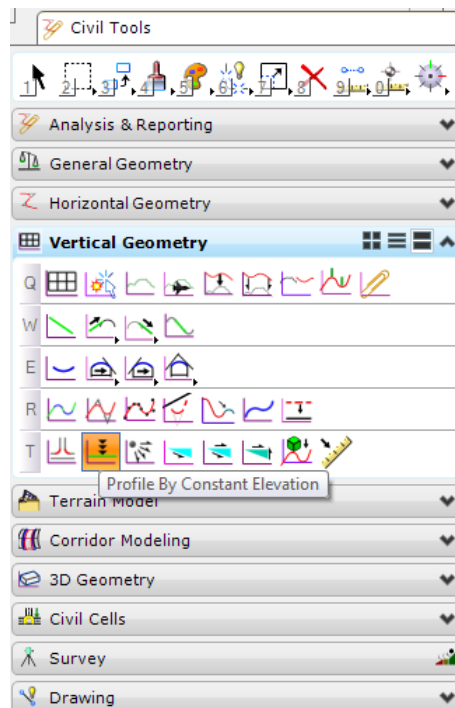 Civil Tools
1 2 3 4 5 6 7 8 9 0
Analysis & Reporting
General Geometry
Horizontal Geometry
Vertical Geometry
Q
W
E
R
T
Profile By Constant Elevation
Terrain Model
Corridor Modeling
3D Geometry
Civil Cells
Survey
Drawing